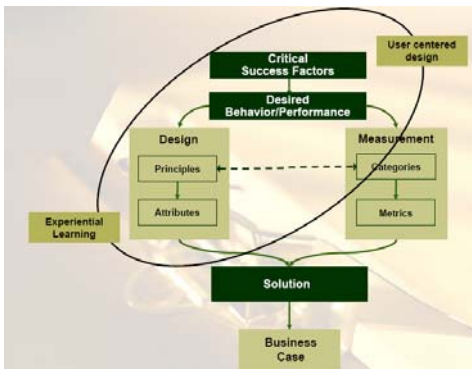 User centered
design
Critical
Success Factors
Desired
Behavior/Performance
Design
Measurement
Principles
Categories
Attributes
Metrics
Experiential
Learning
Solution
Business
Case